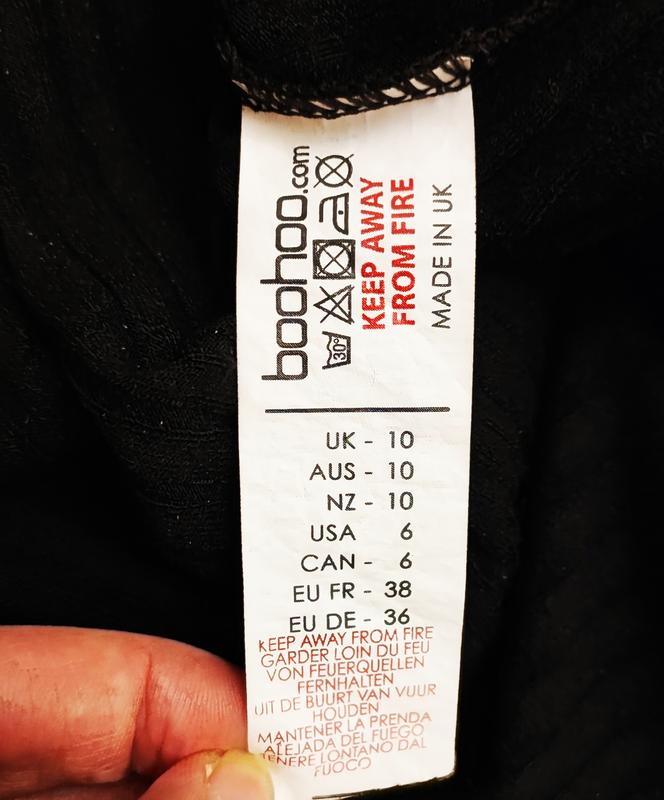 boohoo.com
30°
KEEP AWAY
FROM FIRE
MADE IN UK
UK - 10
AUS - 10
NZ - 10
USA 6
CAN - 6
EU FR - 38
EU DE - 36
KEEP AWAY FROM FIRE
GARDER LOIN DU FEU
VON FEUERQUELLEN
FERNHALTEN
UIT DE BUURT VAN VUUR
HOUDEN
MANTENER LA PRENDA
ALEJADA DEL FUEGO
TENERE LONTANO DAL
FUOCO